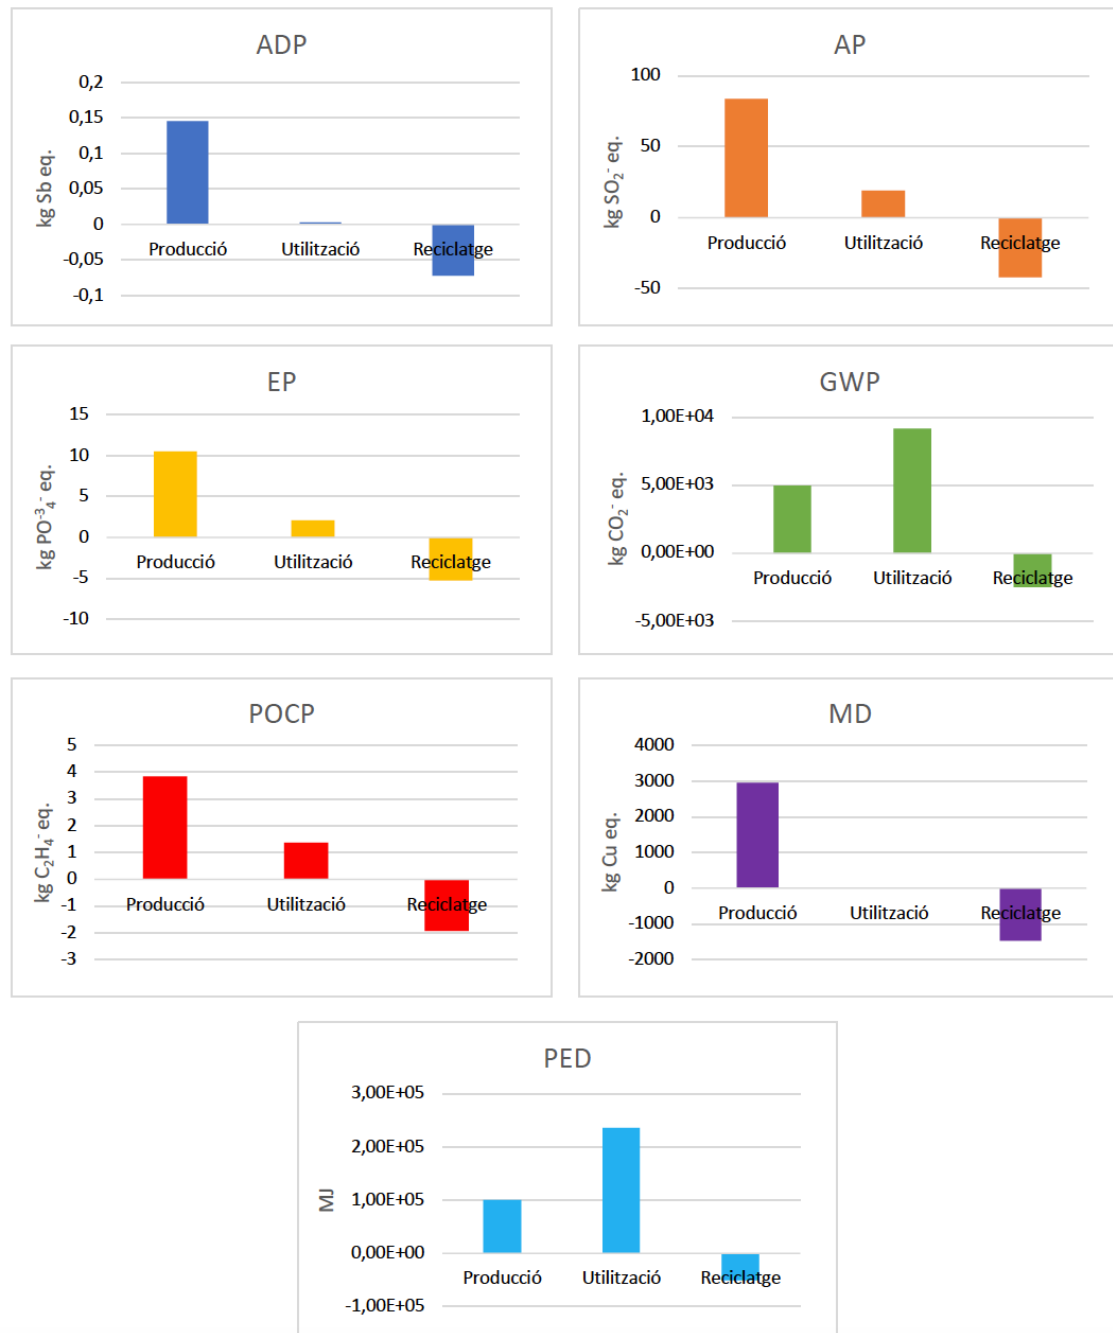 ADP
kg Sb eq.
0,2
0,15
0,1
0,05
0
-0,05
-0,1
Producció Utilització Reciclatge
AP
kg SO₂⁻ eq.
100
50
0
-50
Producció Utilització Reciclatge
EP
kg PO⁻³₄⁻ eq.
15
10
5
0
-5
-10
Producció Utilització Reciclatge
GWP
kg CO₂⁻ eq.
1,00E+04
5,00E+03
0,00E+00
-5,00E+03
Producció Utilització Reciclatge
POCP
kg C₂H₄⁻ eq.
5
4
3
2
1
0
-1
-2
-3
Producció Utilització Reciclatge
MD
kg Cu eq.
4000
3000
2000
1000
0
-1000
-2000
Producció Utilització Reciclatge
PED
MJ
3,00E+05
2,00E+05
1,00E+05
0,00E+00
-1,00E+05
Producció Utilització Reciclatge